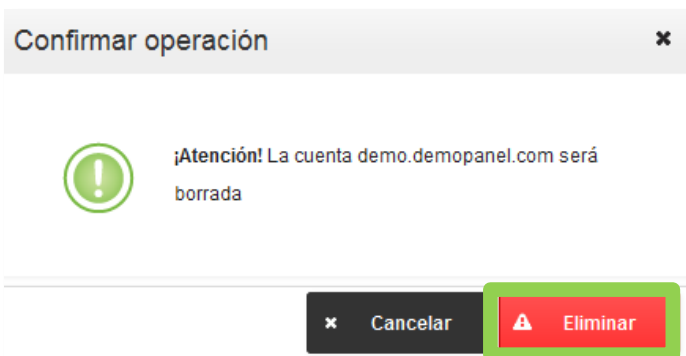 Confirmar operación
¡Atención! La cuenta demo.demopanel.com será
borrada
Cancelar
Eliminar